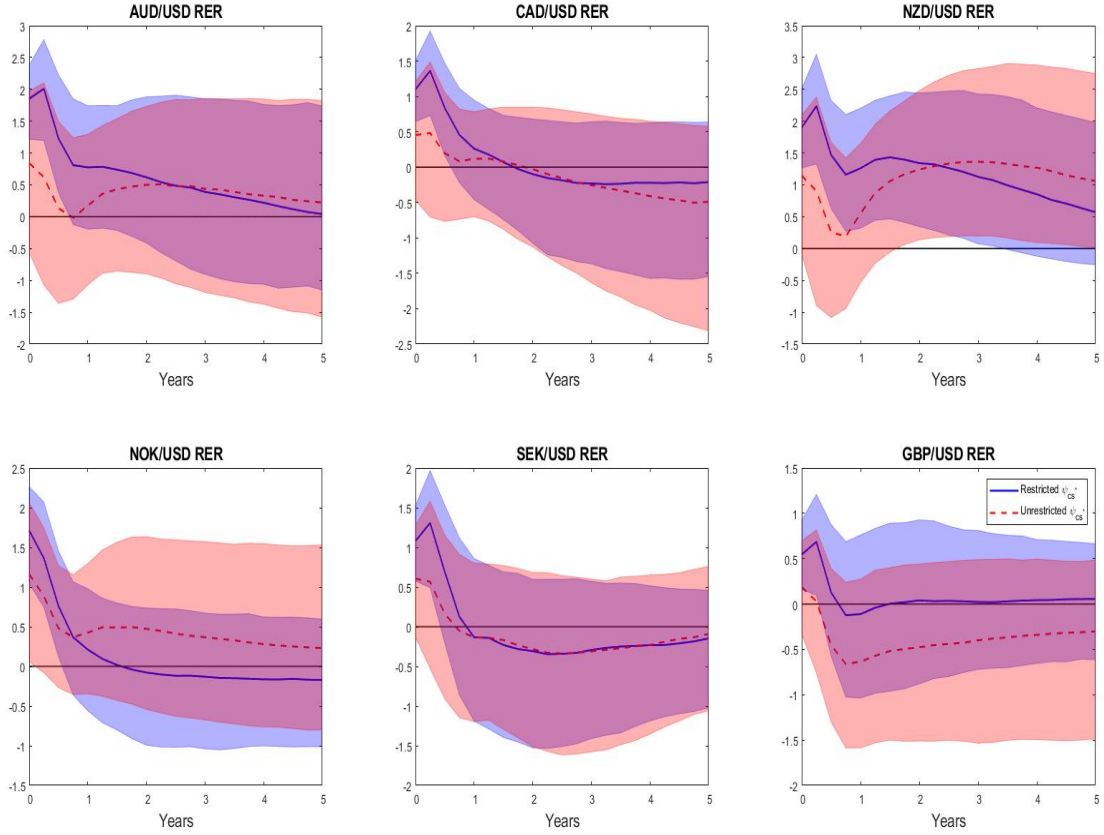 AUD/USD RER
CAD/USD RER
NZD/USD RER
3
2.5
2
1.5
1
0.5
0
-0.5
-1
-1.5
-2
0 1 2 3 4 5
Years
2
1.5
1
0.5
0
-0.5
-1
-1.5
-2
-2.5
0 1 2 3 4 5
Years
3.5
3
2.5
2
1.5
1
0.5
0
-0.5
-1
-1.5
0 1 2 3 4 5
Years
NOK/USD RER
SEK/USD RER
GBP/USD RER
2.5
2
1.5
1
0.5
0
-0.5
-1
-1.5
0 1 2 3 4 5
Years
2
1.5
1
0.5
0
-0.5
-1
-1.5
-2
0 1 2 3 4 5
Years
1.5
1
0.5
0
-0.5
-1
-1.5
-2
0 1 2 3 4 5
Years
Restricted ψcs*
Unrestricted ψcs*